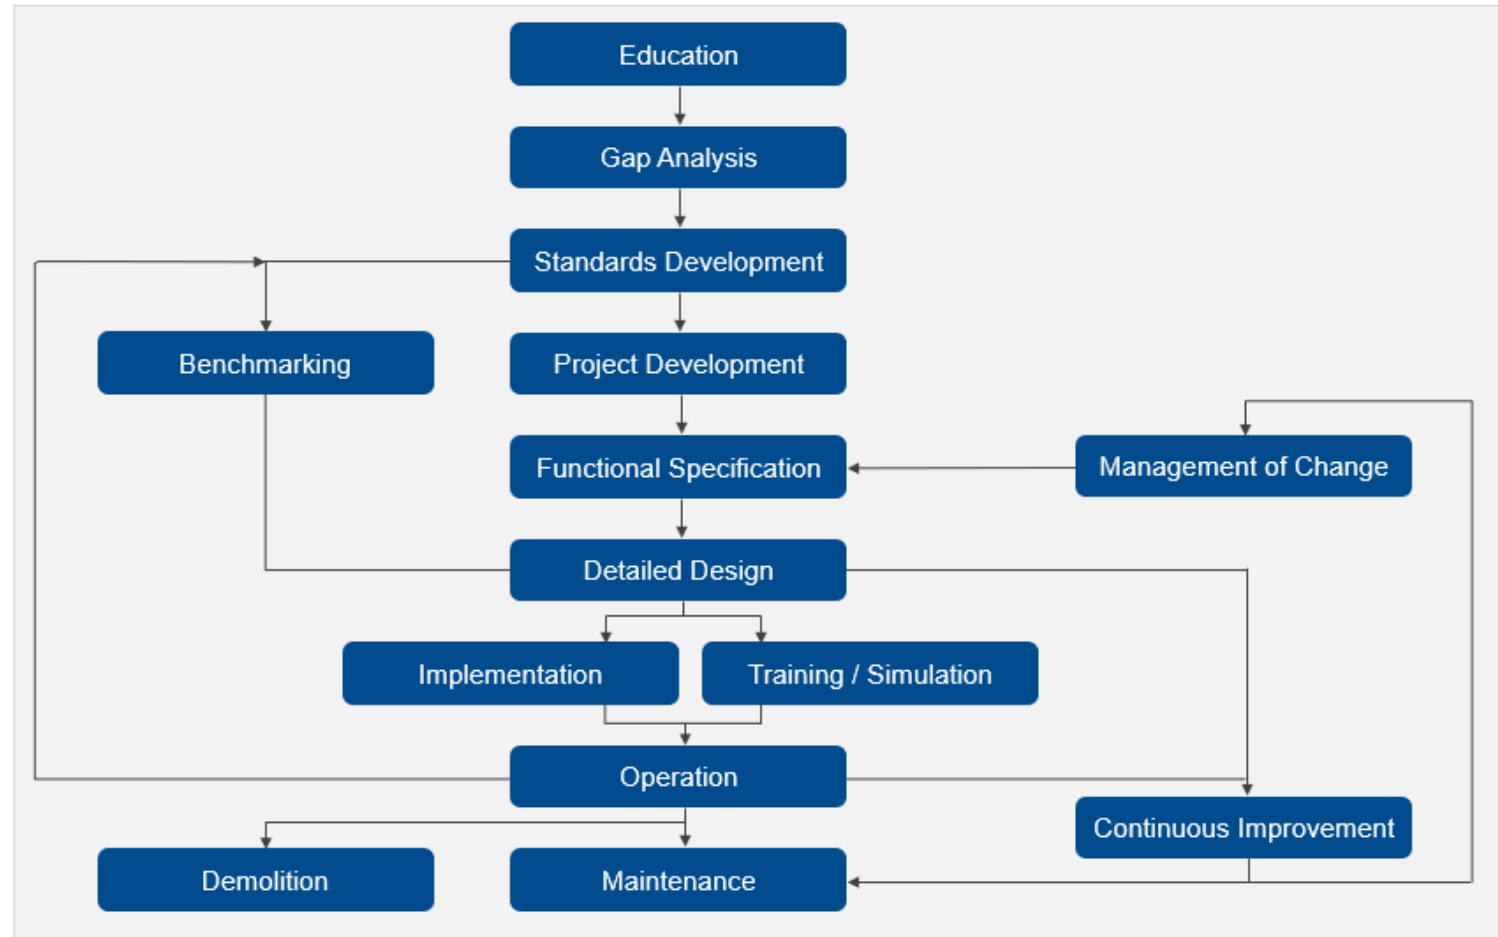 Education
Gap Analysis
Standards Development
Benchmarking
Project Development
Functional Specification
Management of Change
Detailed Design
Implementation
Training / Simulation
Operation
Continuous Improvement
Demolition
Maintenance